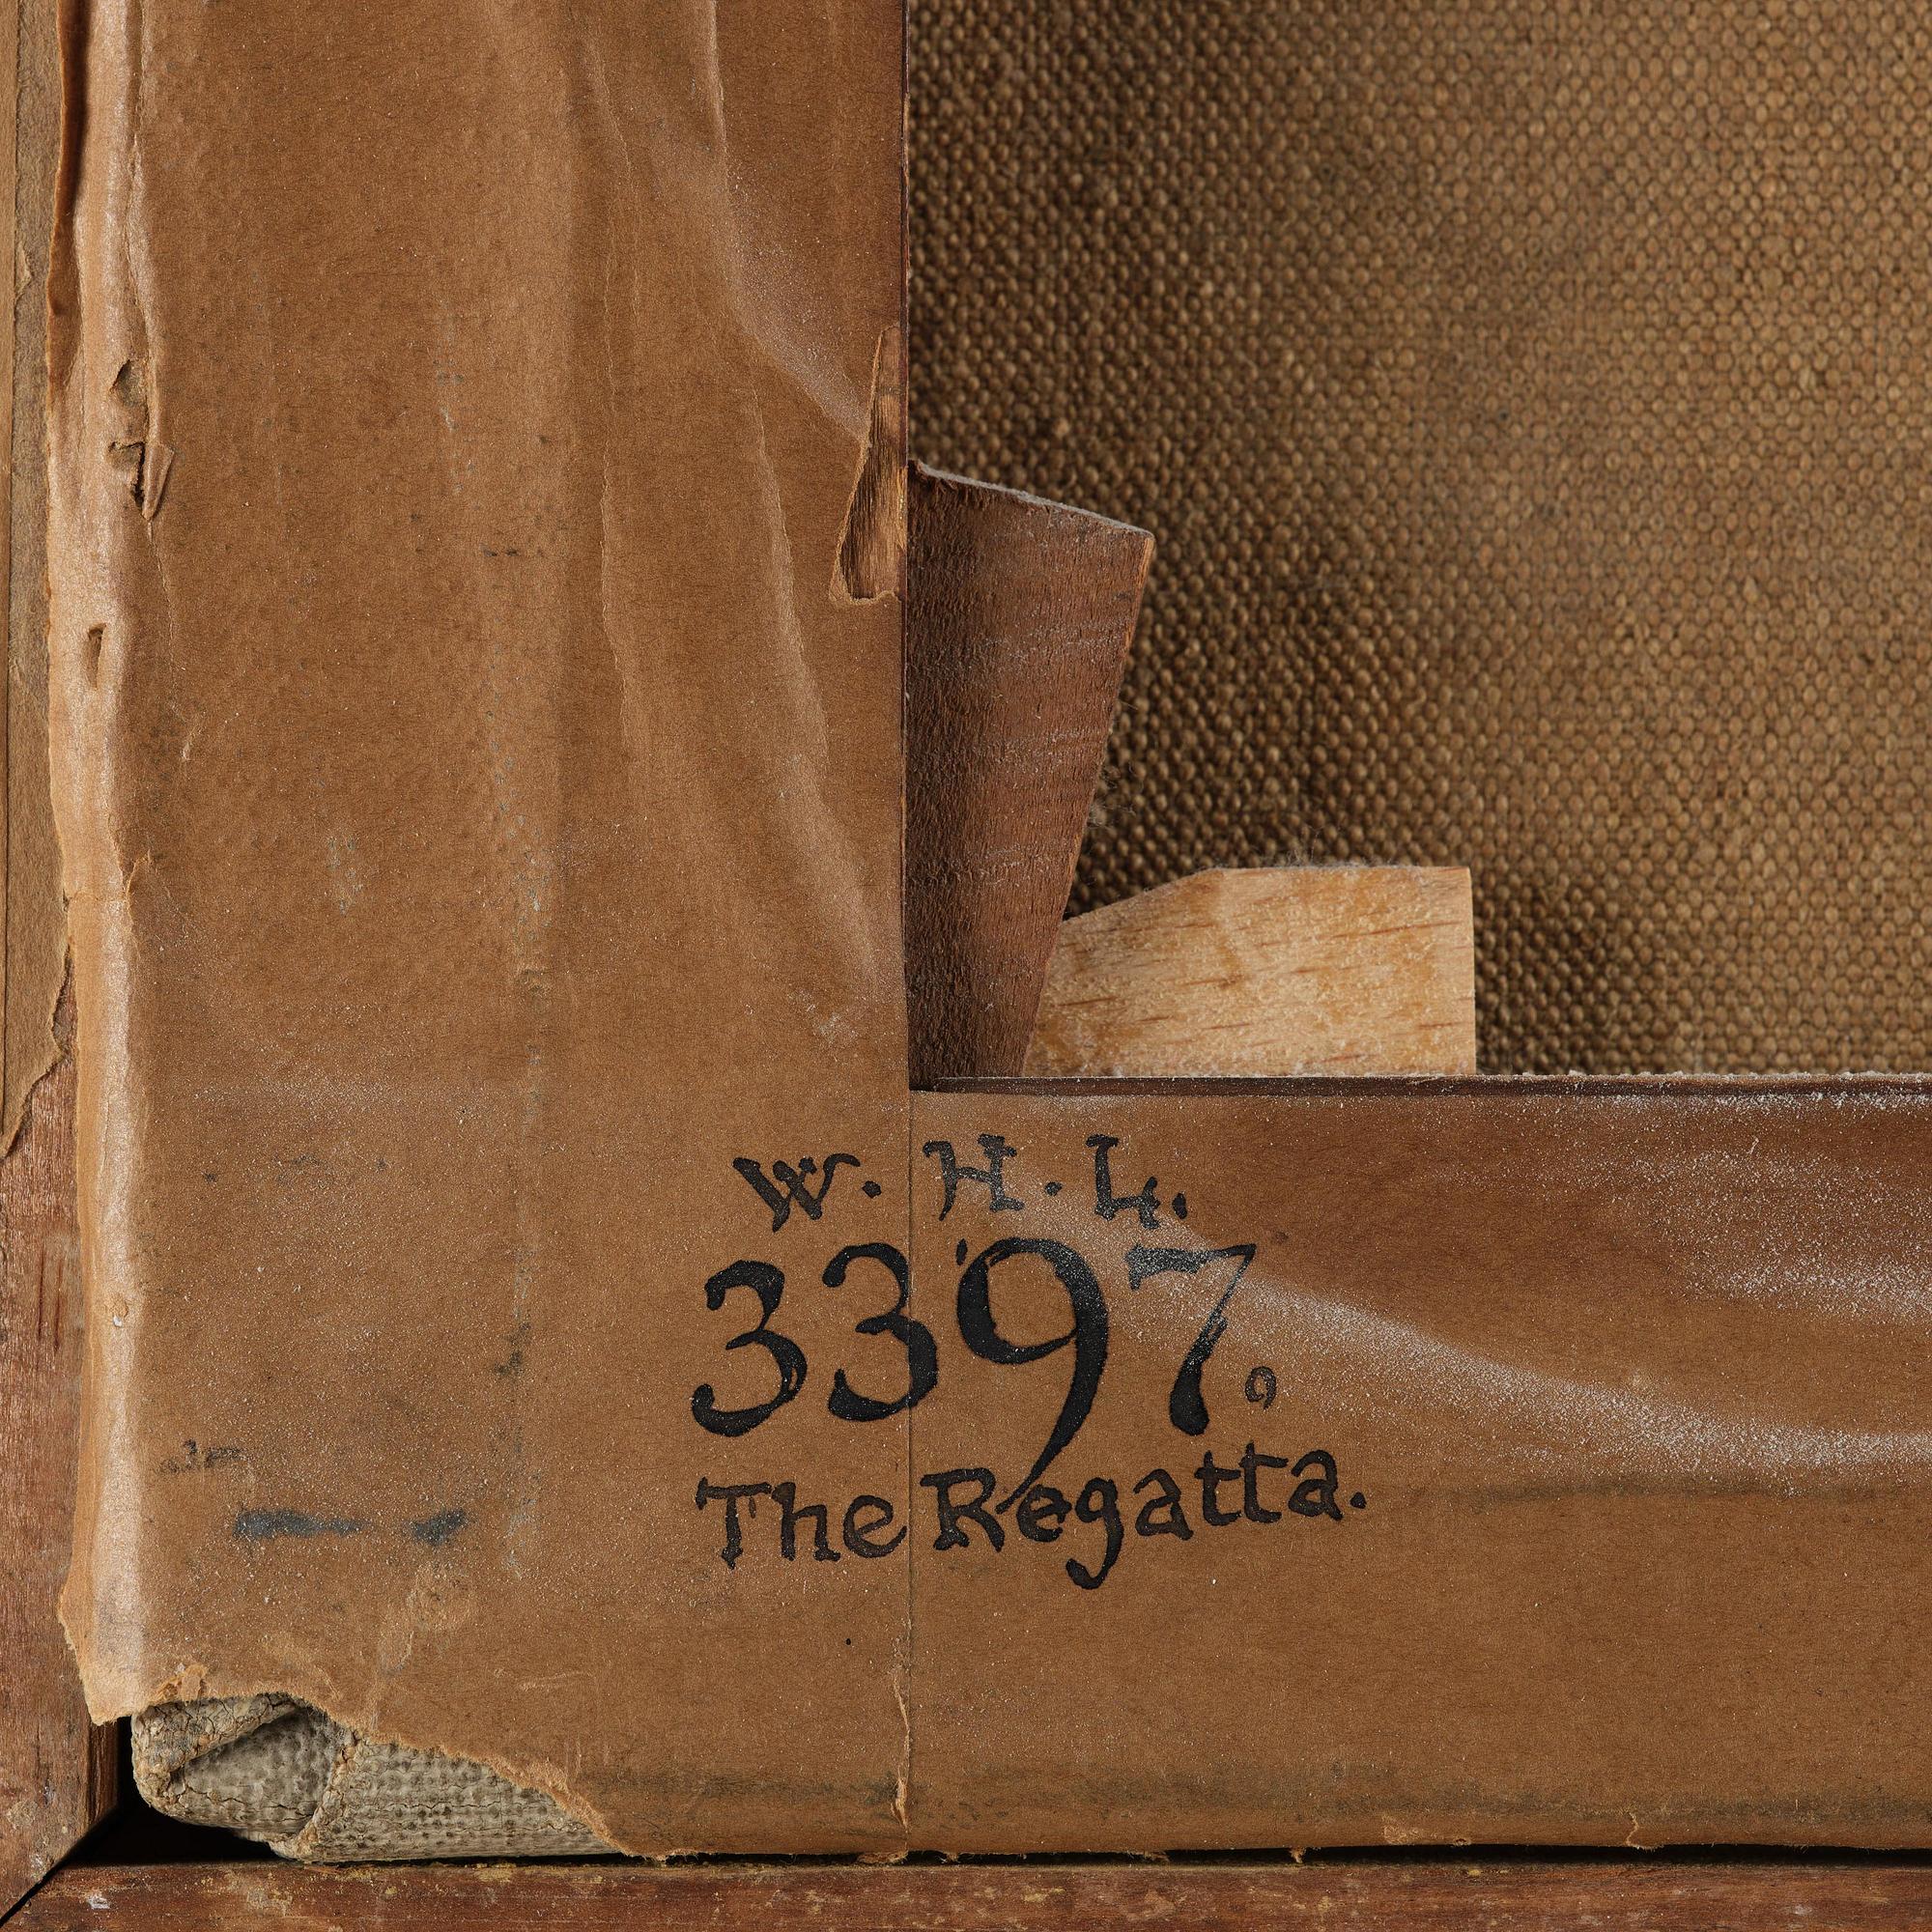 W. H. L.
3397.
The Regatta.